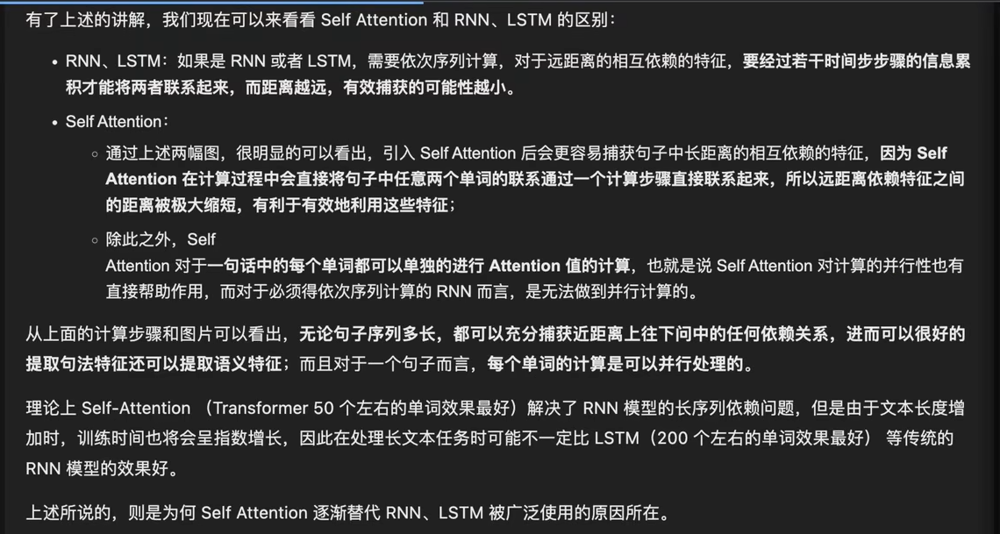 有了上述的讲解，我们现在可以来看看 Self Attention 和 RNN、LSTM 的区别：
• RNN、LSTM：如果是 RNN 或者 LSTM，需要依次序列计算，对于远距离的相互依赖的特征，要经过若干时间步步骤的信息累
积才能将两者联系起来，而距离越远，有效捕获的可能性越小。
• Self Attention：
◦ 通过上述两幅图，很明显的可以看出，引入 Self Attention 后会更容易捕获句子中长距离的相互依赖的特征，因为 Self
Attention 在计算过程中会直接将句子中任意两个单词的联系通过一个计算步骤直接联系起来，所以远距离依赖特征之间
的距离被极大缩短，有利于有效地利用这些特征；
◦ 除此之外，Self
Attention 对于一句话中的每个单词都可以单独的进行 Attention 值的计算，也就是说 Self Attention 对计算的并行性也有
直接帮助作用，而对于必须得依次序列计算的 RNN 而言，是无法做到并行计算的。
从上面的计算步骤和图片可以看出，无论句子序列多长，都可以充分捕获近距离上往下问中的任何依赖关系，进而可以很好的
提取句法特征还可以提取语义特征；而且对于一个句子而言，每个单词的计算是可以并行处理的。
理论上 Self-Attention （Transformer 50 个左右的单词效果最好）解决了 RNN 模型的长序列依赖问题，但是由于文本长度增
加时，训练时间也将会呈指数增长，因此在处理长文本任务时可能不一定比 LSTM（200 个左右的单词效果最好） 等传统的
RNN 模型的效果好。
上述所说的，则是为何 Self Attention 逐渐替代 RNN、LSTM 被广泛使用的原因所在。